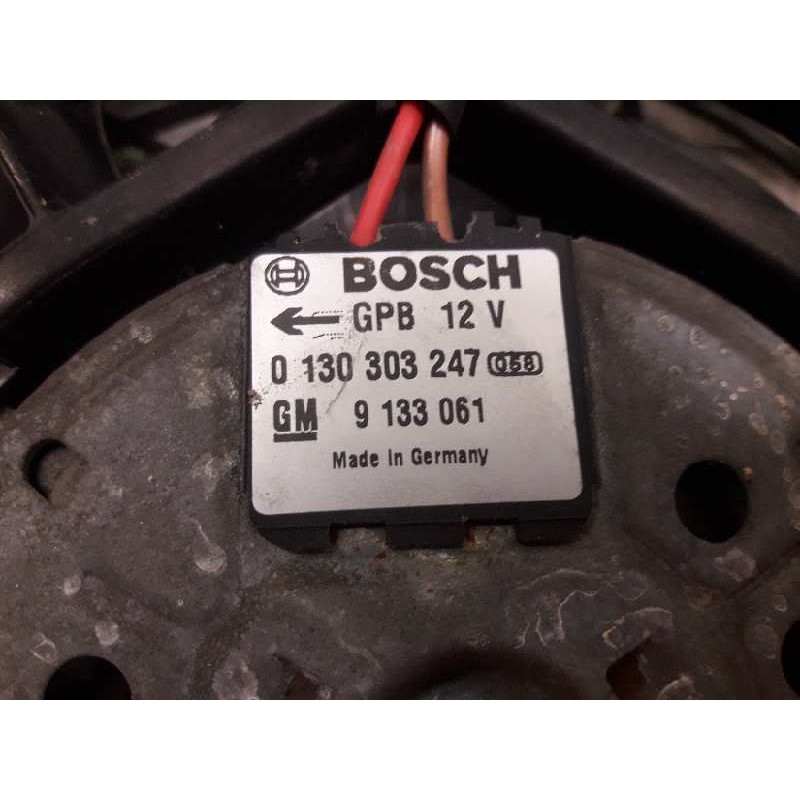 BOSCH
GPB 12 V
0 130 303 247 058
GM 9 133 061
Made in Germany